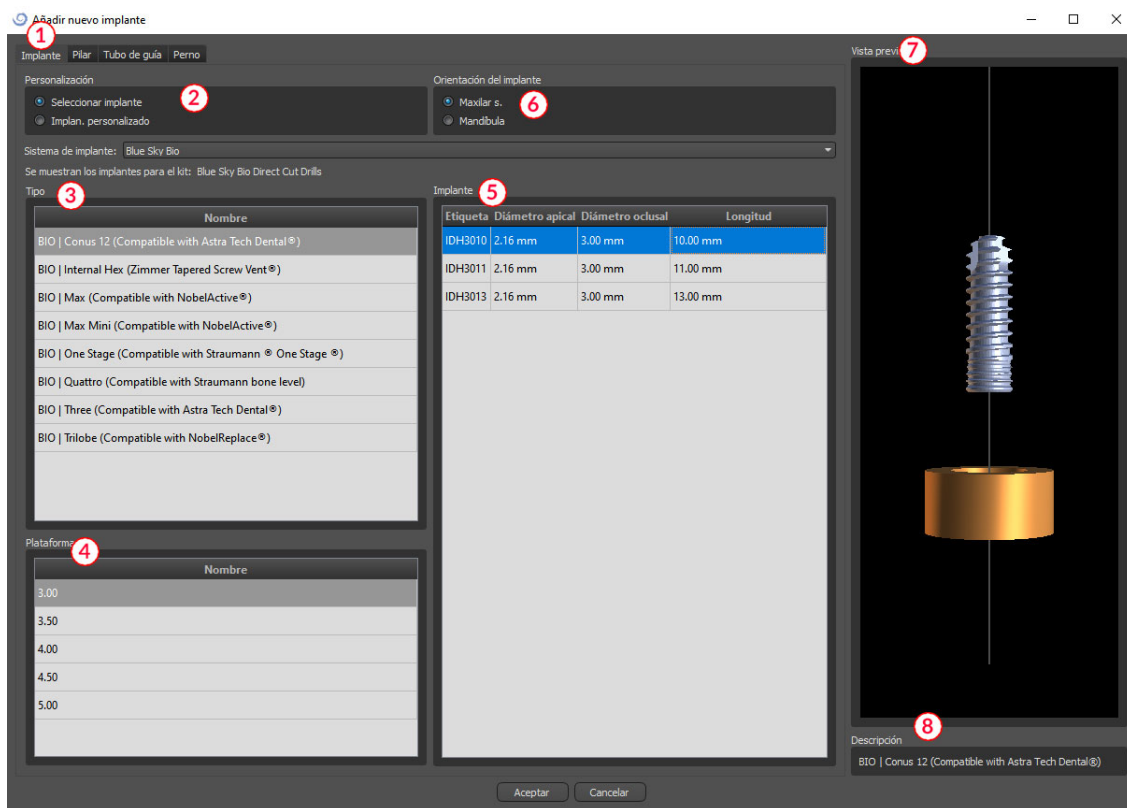 Añadir nuevo implante
1
Implante Pilar Tubo de guía Perno
Personalización
Seleccionar implante
2
Implan. personalizado
Orientación del implante
Maxilar s.
6
Mandíbula
Sistema de implante: Blue Sky Bio
Se muestran los implantes para el kit: Blue Sky Bio Direct Cut Drills
Tipo
3
Nombre
BIO | Conus 12 (Compatible with Astra Tech Dental®)
BIO | Internal Hex (Zimmer Tapered Screw Vent®)
BIO | Max (Compatible with NobelActive®)
BIO | Max Mini (Compatible with NobelActive®)
BIO | One Stage (Compatible with Straumann ® One Stage ®)
BIO | Quattro (Compatible with Straumann bone level)
BIO | Three (Compatible with Astra Tech Dental®)
BIO | Trilobe (Compatible with NobelReplace®)
Plataforma
4
Nombre
3.00
3.50
4.00
4.50
5.00
Implante
5
Etiqueta Diámetro apical Diámetro oclusal Longitud
IDH3010 2.16 mm 3.00 mm 10.00 mm
IDH3011 2.16 mm 3.00 mm 11.00 mm
IDH3013 2.16 mm 3.00 mm 13.00 mm
Vista previ
7
8
Descripción
BIO | Conus 12 (Compatible with Astra Tech Dental®)
Aceptar Cancelar